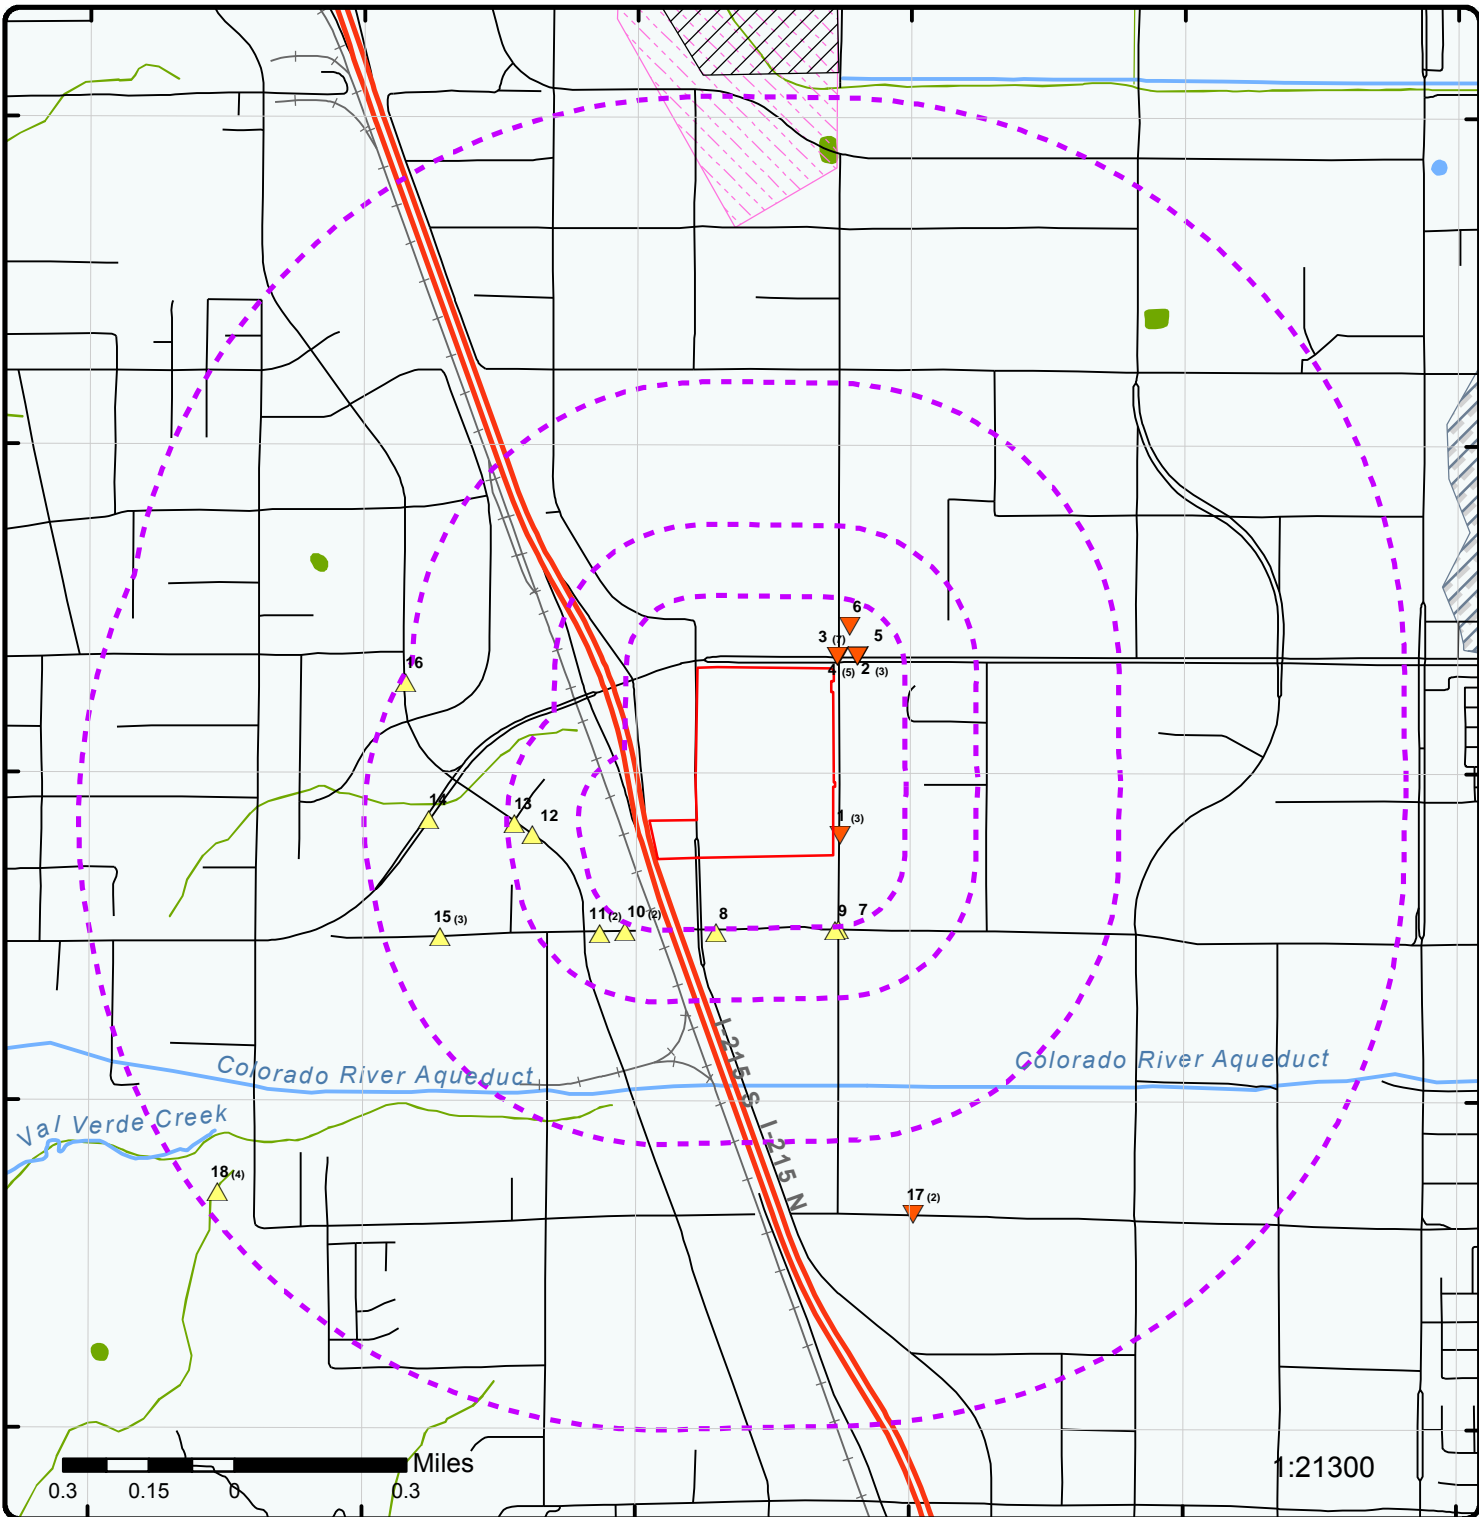 6
3 (7)
5
4 (5)
2 (3)
16
14
13
12
1 (3)
15 (3)
11 (2)
10 (2)
8
9
7
I-215 S
I-215 N
Colorado River Aqueduct
Colorado River Aqueduct
Val Verde Creek
18 (4)
17 (2)
Miles
0.3 0.15 0 0.3
1:21300